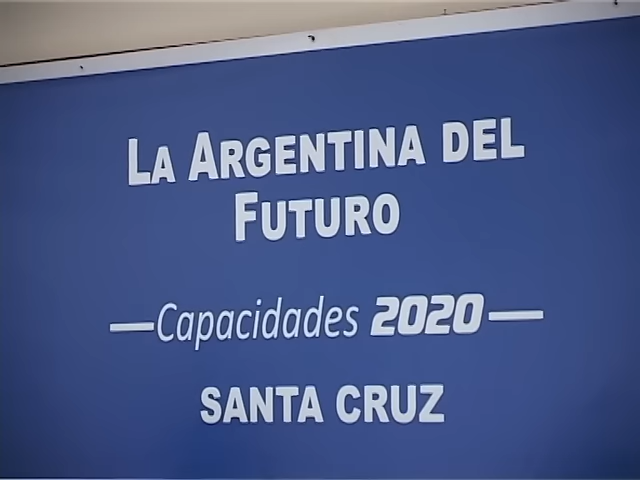 LA ARGENTINA DEL
FUTURO
—Capacidades 2020—
SANTA CRUZ